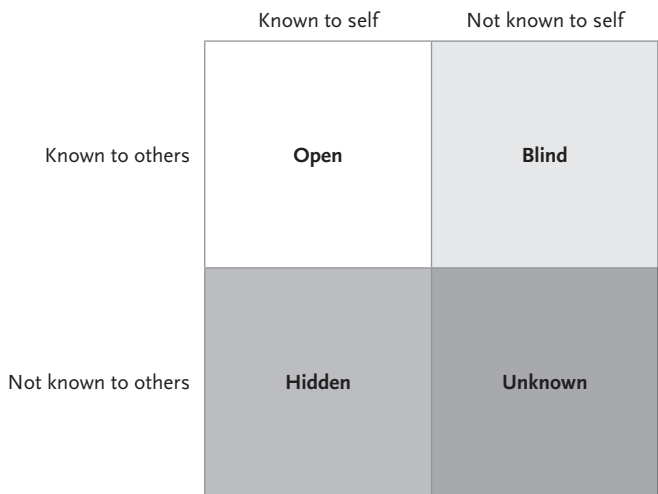 Known to self Not known to self
Known to others Open Blind
Not known to others Hidden Unknown